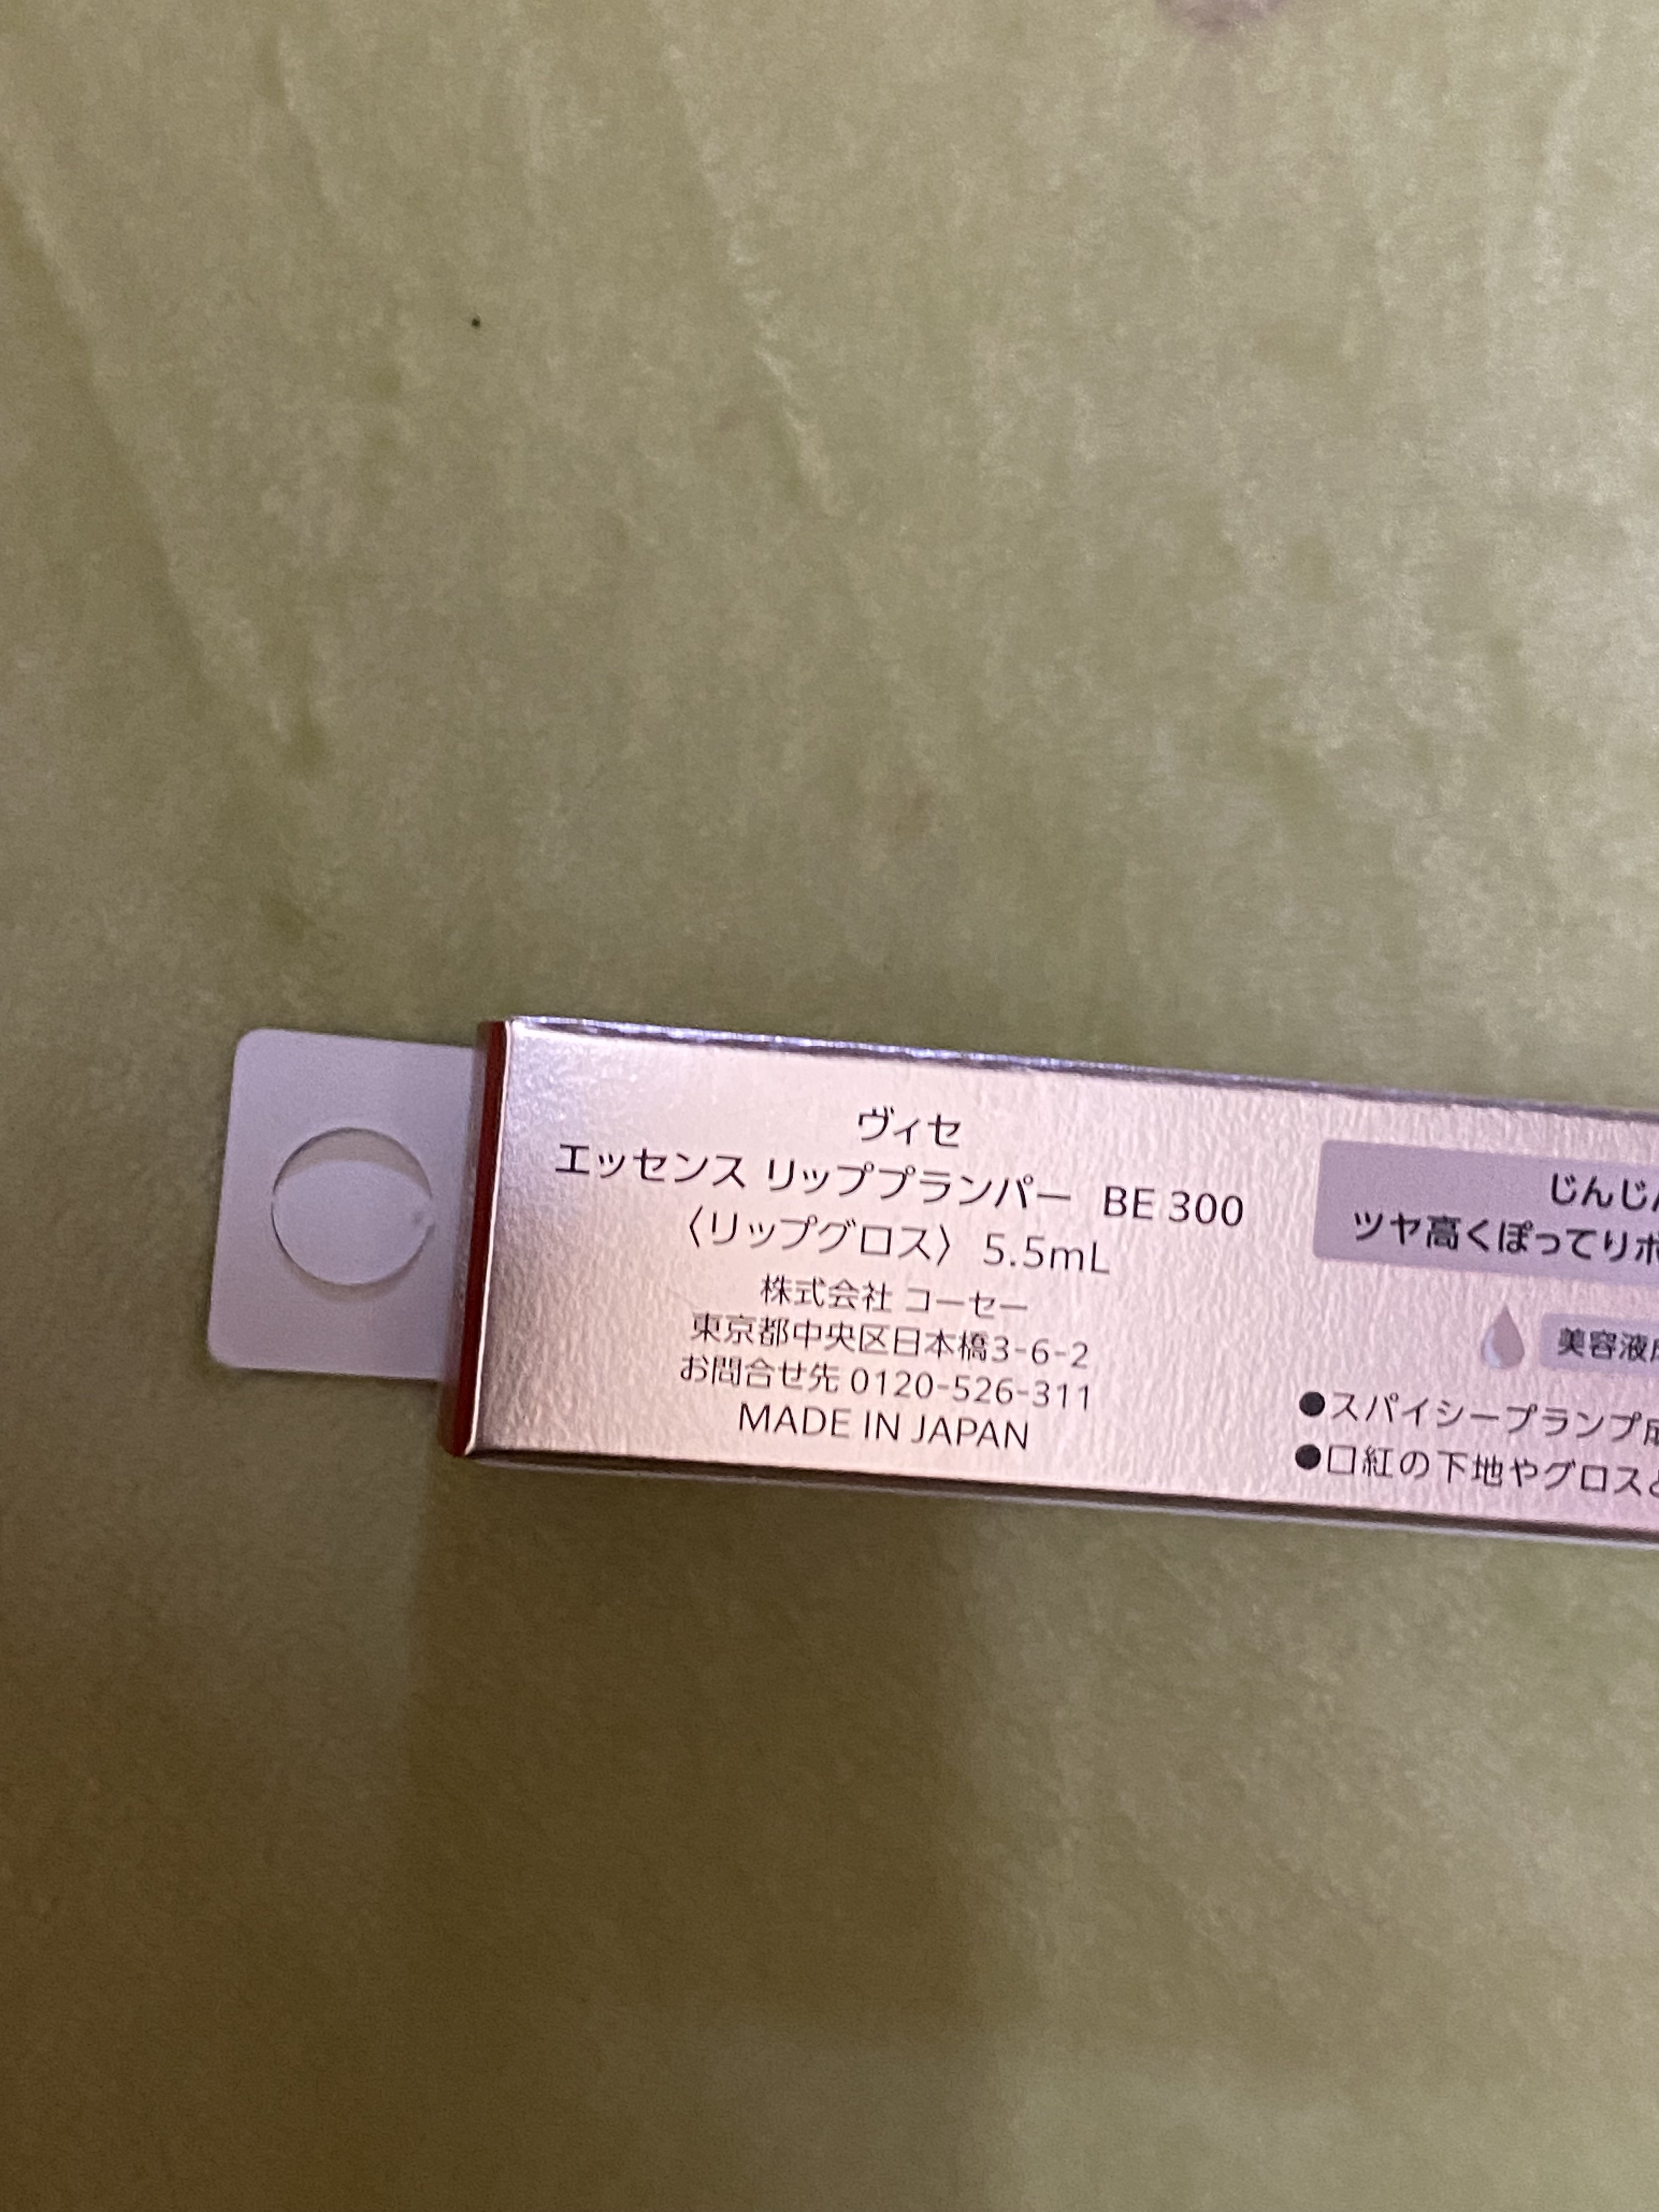 ヴィセ
エッセンス リッププランパー BE 300
〈リップグロス〉 5.5mL
株式会社 コーセー
東京都中央区日本橋3-6-2
お問合せ先 0120-526-311
MADE IN JAPAN
じんじ
ツヤ高くぽってり
美容液
●スパイシープランプ
●口紅の下地やグロス